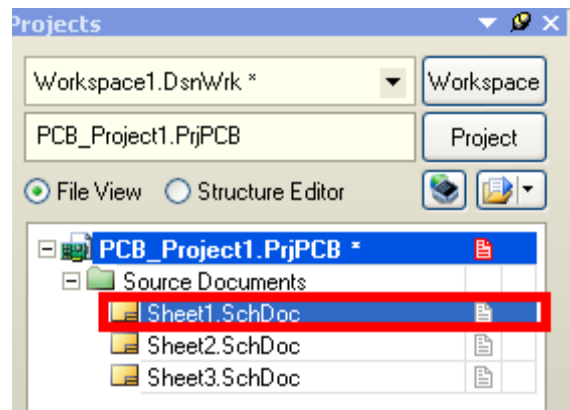 Projects
Workspace1.DsnWrk * Workspace
PCB_Project1.PrjPCB Project
File View Structure Editor
PCB_Project1.PrjPCB *
Source Documents
Sheet1.SchDoc
Sheet2.SchDoc
Sheet3.SchDoc